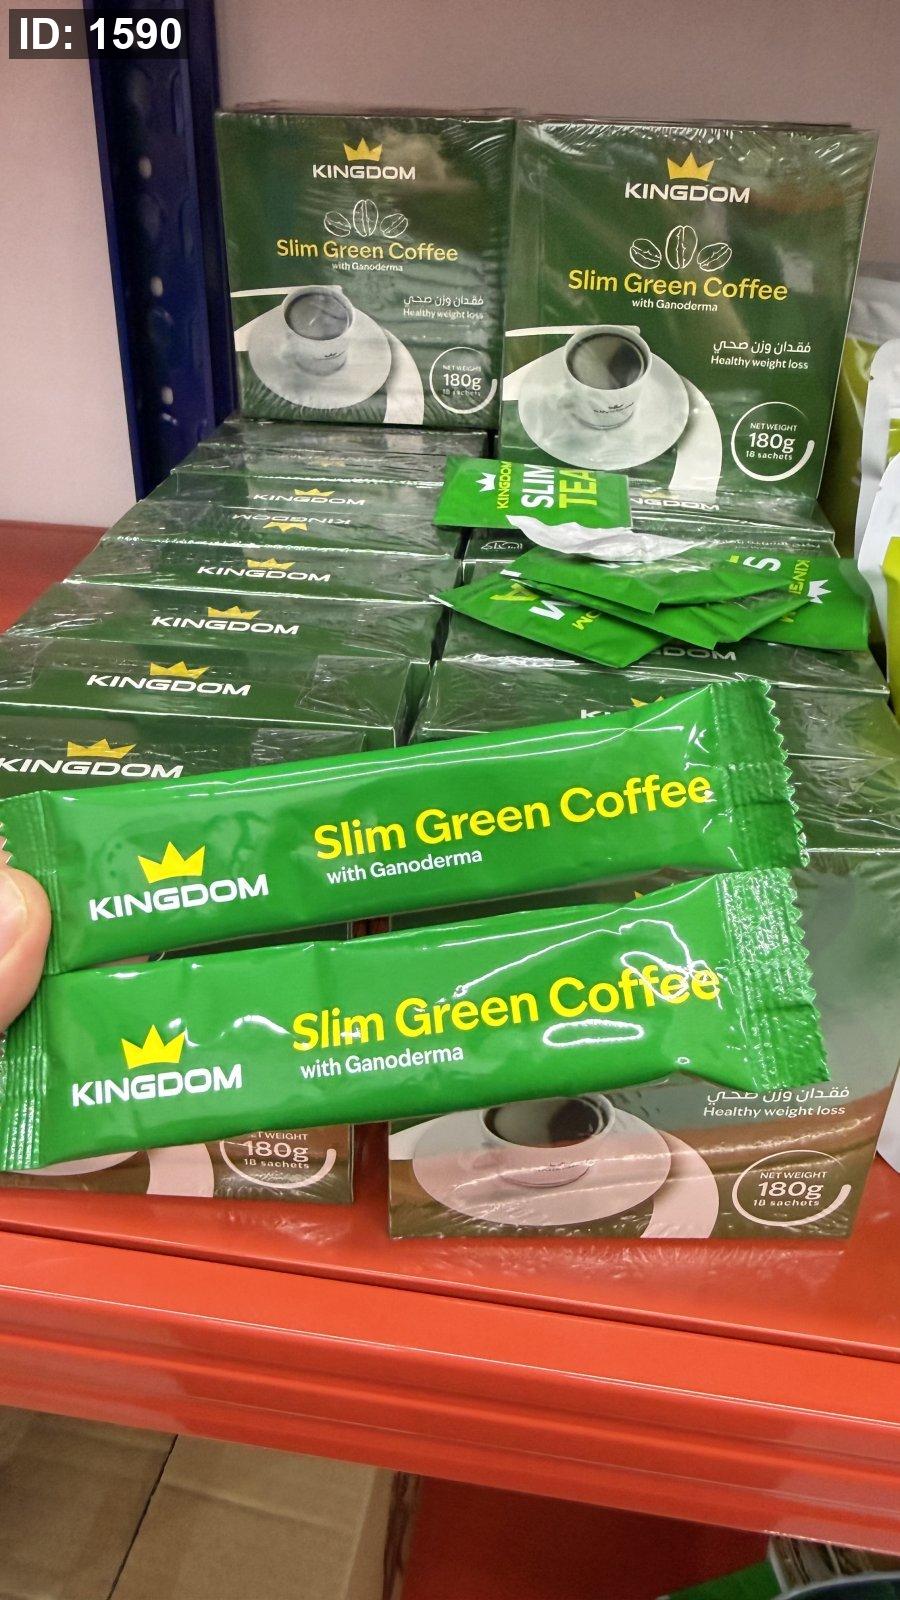 ID: 1590
KINGDOM
Slim Green Coffee
with Ganoderma
فقدان وزن صحي
Healthy weight loss
NET WEIGHT
180g
18 sachets
KINGDOM
Slim Green Coffee
with Ganoderma
فقدان وزن صحي
Healthy weight loss
NET WEIGHT
180g
18 sachets
KINGDOM
SLIM
TEA
KINGDOM
KINGDOM
KINGDOM
KINGDOM
KINGDOM
KINGDOM
KINGDOM
KINGDOM
Slim Green Coffee
with Ganoderma
KINGDOM
Slim Green Coffee
with Ganoderma
فقدان وزن صحي
Healthy weight loss
180g
18 sachets
NET WEIGHT
180g
18 sachets